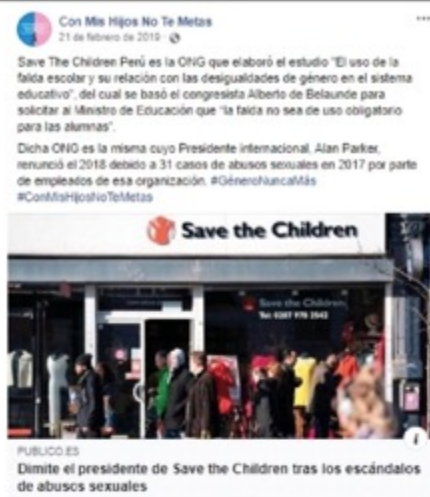 Con Mis Hijos No Te Metas
21 de febrero de 2019 ·
Save The Children Perú es la ONG que elaboró el estudio "El uso de la
falda escolar y su relación con las desigualdades de género en el sistema
educativo", del cual se basó el congresista Alberto de Belaunde para
solicitar al Ministro de Educación que "la falda no sea de uso obligatorio
para las alumnas".
Dicha ONG es la misma cuyo Presidente internacional, Alan Parker,
renunció el 2018 debido a 31 casos de abusos sexuales en 2017 por parte
de empleados de esa organización. #GéneroNuncaMás
#ConMisHijosNoTeMetas
Save the Children
Save the Children
PUBLICO.ES
Dimite el presidente de Save the Children tras los escándalos
de abusos sexuales